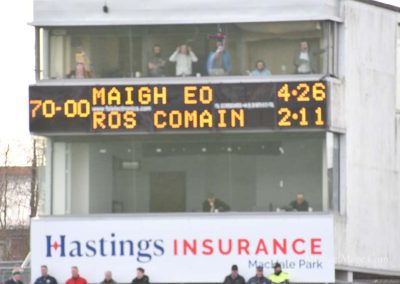 70-00 MAIGH EO 4-26
ROS COMAIN 2-11
Hastings INSURANCE
MacHale Park